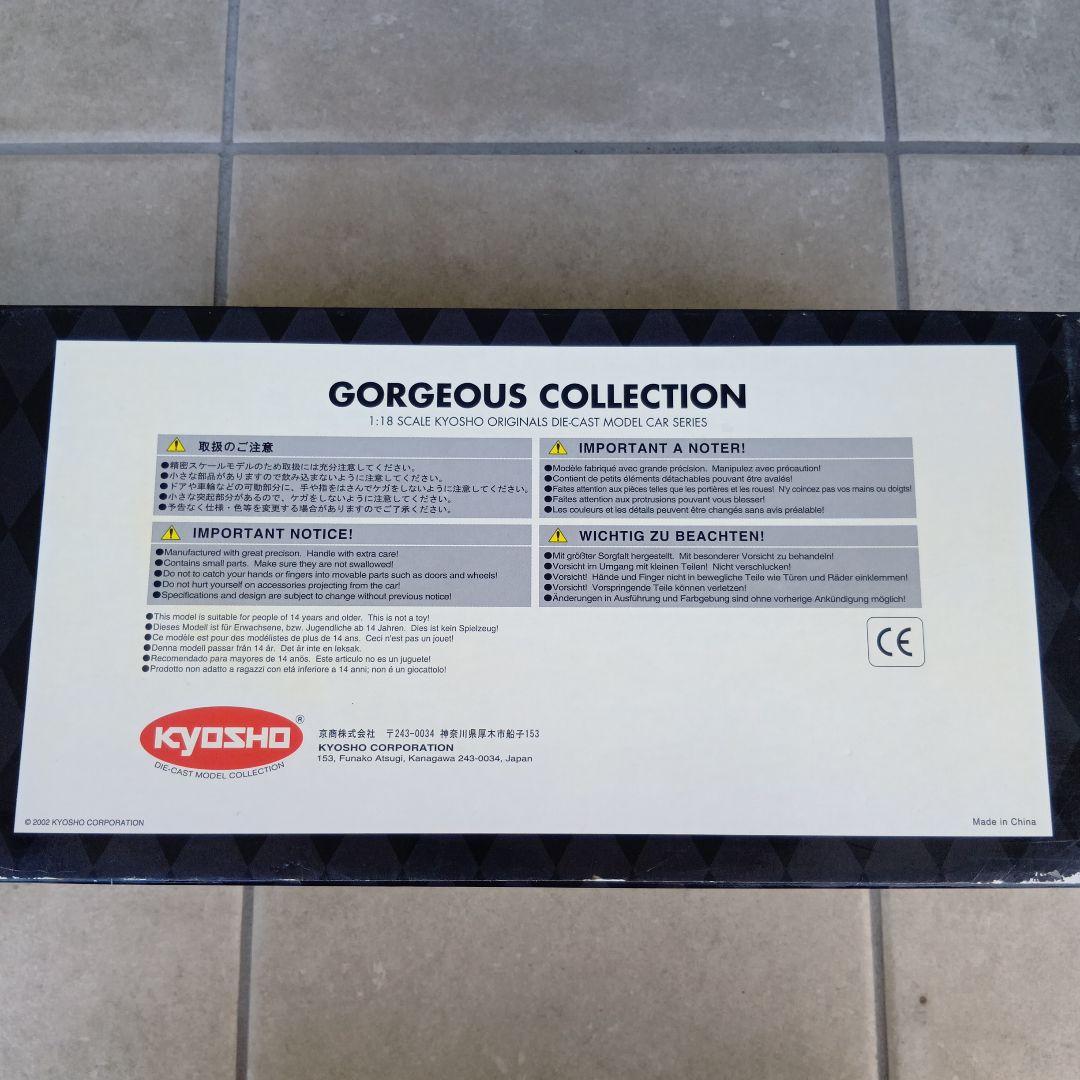 GORGEOUS COLLECTION
1:18 SCALE KYOSHO ORIGINALS DIE-CAST MODEL CAR SERIES
取扱のご注意
●精密スケールモデルのため取扱には充分注意してください。
●小さな部品がありますので飲み込まないように注意してください。
●ドアや車輪などの可動部分に、手や指をはさんでケガをしないように注意してください。
●小さな突起部分があるので、ケガをしないように注意してください。
●予告なく仕様・色等を変更する場合がありますのでご了承ください。
IMPORTANT A NOTER!
●Modèle fabriqué avec grande précision. Manipulez avec précaution!
●Contient de petits éléments détachables pouvant être avalés!
●Faites attention aux pièces telles que les portières et les roues! N'y coincez pas vos mains ou doigts!
●Faites attention aux protrusions pouvant vous blesser!
●Les couleurs et les détails peuvent être changés sans avis préalable!
IMPORTANT NOTICE!
●Manufactured with great precison. Handle with extra care!
●Contains small parts. Make sure they are not swallowed!
●Do not to catch your hands or fingers into movable parts such as doors and wheels!
●Do not hurt yourself on accessories projecting from the car!
●Specifications and design are subject to change without previous notice!
WICHTIG ZU BEACHTEN!
●Mit größter Sorgfalt hergestellt. Mit besonderer Vorsicht zu behandeln!
●Vorsicht im Umgang mit kleinen Teilen! Nicht verschlucken!
●Vorsicht! Hände und Finger nicht in bewegliche Teile wie Türen und Räder einklemmen!
●Vorsicht! Vorspringende Teile können verletzen!
●Änderungen in Ausführung und Farbgebung sind ohne vorherige Ankündigung möglich!
●This model is suitable for people of 14 years and older. This is not a toy!
●Dieses Modell ist für Erwachsene, bzw. Jugendliche ab 14 Jahren. Dies ist kein Spielzeug!
●Ce modèle est pour des modélistes de plus de 14 ans. Ceci n'est pas un jouet!
●Denna modell passar från 14 år. Det är inte en leksak.
●Recomendado para mayores de 14 anös. Este articulo no es un juguete!
●Prodotto non adatto a ragazzi con etá inferiore a 14 anni; non é un giocattolo!
CE
KYOSHO®
DIE-CAST MODEL COLLECTION
京商株式会社 〒243-0034 神奈川県厚木市船子153
KYOSHO CORPORATION
153, Funako Atsugi, Kanagawa 243-0034, Japan
© 2002 KYOSHO CORPORATION
Made in China